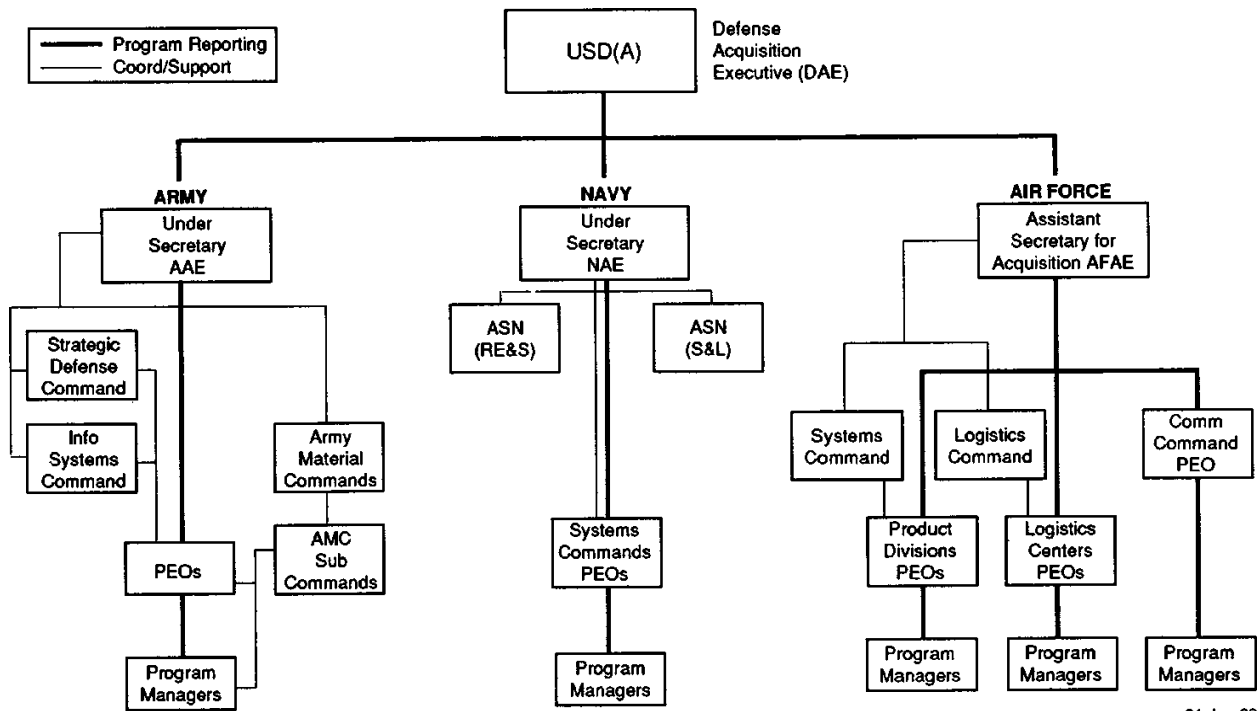 Program Reporting
Coord/Support
USD(A)
Defense
Acquisition
Executive (DAE)
ARMY
Under
Secretary
AAE
NAVY
Under
Secretary
NAE
AIR FORCE
Assistant
Secretary for
Acquisition AFAE
Strategic
Defense
Command
Info
Systems
Command
Army
Material
Commands
AMC
Sub
Commands
PEOs
Program
Managers
ASN
(RE&S)
ASN
(S&L)
Systems
Commands
PEOs
Program
Managers
Systems
Command
Logistics
Command
Comm
Command
PEO
Product
Divisions
PEOs
Logistics
Centers
PEOs
Program
Managers
Program
Managers
Program
Managers